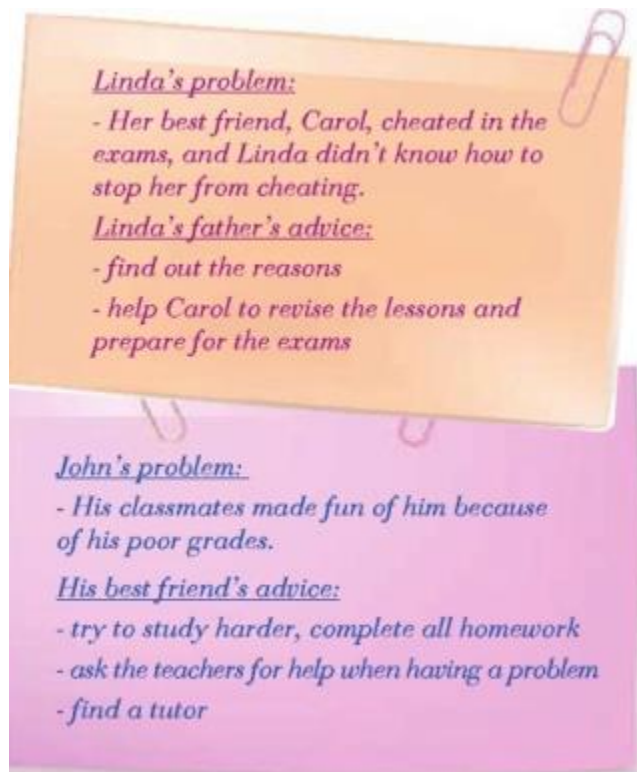 Linda's problem:
- Her best friend, Carol, cheated in the
exams, and Linda didn't know how to
stop her from cheating.
Linda's father's advice:
- find out the reasons
- help Carol to revise the lessons and
prepare for the exams
John's problem:
- His classmates made fun of him because
of his poor grades.
His best friend's advice:
- try to study harder, complete all homework
- ask the teachers for help when having a problem
- find a tutor